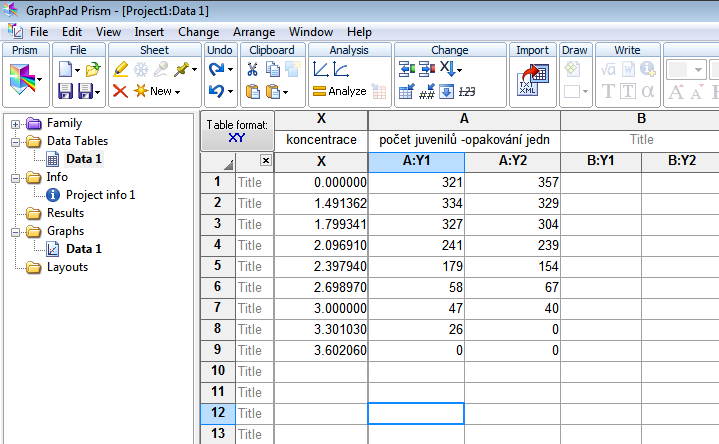 GraphPad Prism - [Project1:Data 1]
File Edit View Insert Change Arrange Window Help
Prism File Sheet Undo Clipboard Analysis Change Import Draw Write
New Analyze 123 TXT XML T T α A A
Family
Data Tables
Data 1
Info
Project info 1
Results
Graphs
Data 1
Layouts
Table format: XY
X A B
koncentrace počet juvenilů -opakování jedn Title
X A:Y1 A:Y2 B:Y1 B:Y2
1 Title 0.000000 321 357
2 Title 1.491362 334 329
3 Title 1.799341 327 304
4 Title 2.096910 241 239
5 Title 2.397940 179 154
6 Title 2.698970 58 67
7 Title 3.000000 47 40
8 Title 3.301030 26 0
9 Title 3.602060 0 0
10 Title
11 Title
12 Title
13 Title